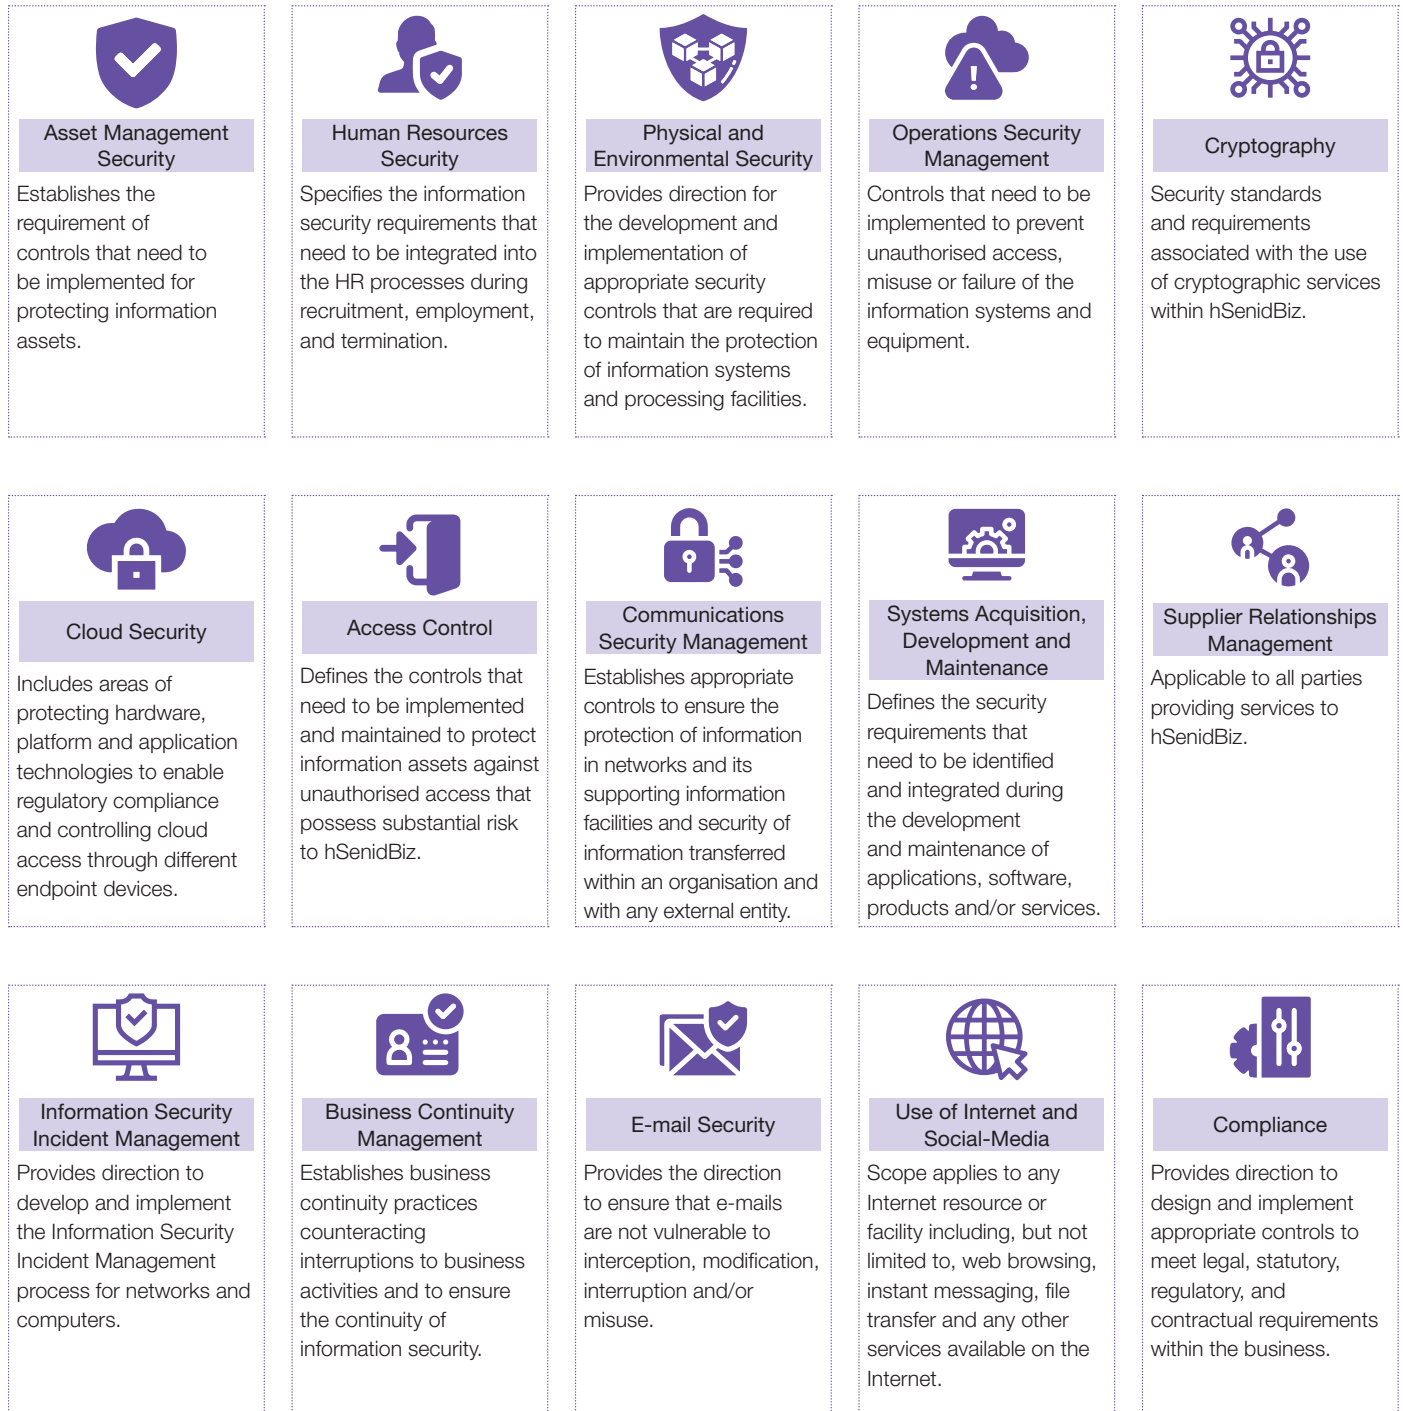 Asset Management
Security
Establishes the
requirement of
controls that need to
be implemented for
protecting information
assets.
Human Resources
Security
Specifies the information
security requirements that
need to be integrated into
the HR processes during
recruitment, employment,
and termination.
Physical and
Environmental Security
Provides direction for
the development and
implementation of
appropriate security
controls that are required
to maintain the protection
of information systems
and processing facilities.
Operations Security
Management
Controls that need to be
implemented to prevent
unauthorised access,
misuse or failure of the
information systems and
equipment.
Cryptography
Security standards
and requirements
associated with the use
of cryptographic services
within hSenidBiz.
Cloud Security
Includes areas of
protecting hardware,
platform and application
technologies to enable
regulatory compliance
and controlling cloud
access through different
endpoint devices.
Access Control
Defines the controls that
need to be implemented
and maintained to protect
information assets against
unauthorised access that
possess substantial risk
to hSenidBiz.
Communications
Security Management
Establishes appropriate
controls to ensure the
protection of information
in networks and its
supporting information
facilities and security of
information transferred
within an organisation and
with any external entity.
Systems Acquisition,
Development and
Maintenance
Defines the security
requirements that
need to be identified
and integrated during
the development
and maintenance of
applications, software,
products and/or services.
Supplier Relationships
Management
Applicable to all parties
providing services to
hSenidBiz.
Information Security
Incident Management
Provides direction to
develop and implement
the Information Security
Incident Management
process for networks and
computers.
Business Continuity
Management
Establishes business
continuity practices
counteracting
interruptions to business
activities and to ensure
the continuity of
information security.
E-mail Security
Provides the direction
to ensure that e-mails
are not vulnerable to
interception, modification,
interruption and/or
misuse.
Use of Internet and
Social-Media
Scope applies to any
Internet resource or
facility including, but not
limited to, web browsing,
instant messaging, file
transfer and any other
services available on the
Internet.
Compliance
Provides direction to
design and implement
appropriate controls to
meet legal, statutory,
regulatory, and
contractual requirements
within the business.